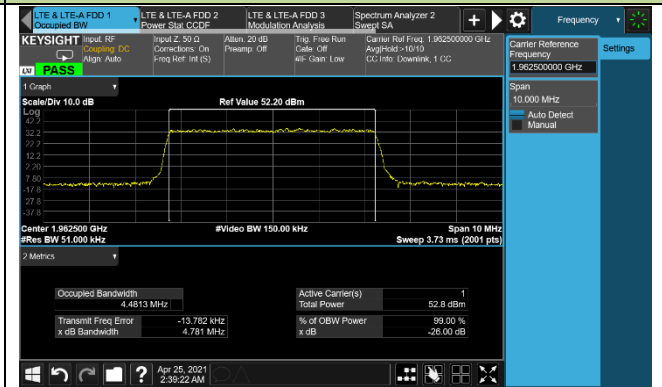 LTE & LTE-A FDD 1
Occupied BW
LTE & LTE-A FDD 2
Power Stat CCDF
LTE & LTE-A FDD 3
Modulation Analysis
Spectrum Analyzer 2
Swept SA
Frequency
KEYSIGHT
Input: RF
Coupling: DC
Align: Auto
Input Z: 50 Ω
Corrections: On
Freq Ref: Int (S)
Atten: 20 dB
Preamp: Off
Trig: Free Run
Gate: Off
#IF Gain: Low
Carrier Ref Freq: 1.962500000 GHz
Avg|Hold:>10/10
CC Info: Downlink, 1 CC
LXI PASS
Carrier Reference
Frequency
1.962500000 GHz
Settings
Span
10.000 MHz
Auto Detect
Manual
1 Graph
Scale/Div 10.0 dB
Ref Value 52.20 dBm
Log
42.2
32.2
22.2
12.2
2.20
-7.80
-17.8
-27.8
-37.8
Center 1.962500 GHz
#Video BW 150.00 kHz
Span 10 MHz
#Res BW 51.000 kHz
Sweep 3.73 ms (2001 pts)
2 Metrics
Occupied Bandwidth
4.4813 MHz
Active Carrier(s) 1
Total Power 52.8 dBm
Transmit Freq Error -13.782 kHz
x dB Bandwidth 4.781 MHz
% of OBW Power 99.00 %
x dB -26.00 dB
Apr 25, 2021
2:39:22 AM